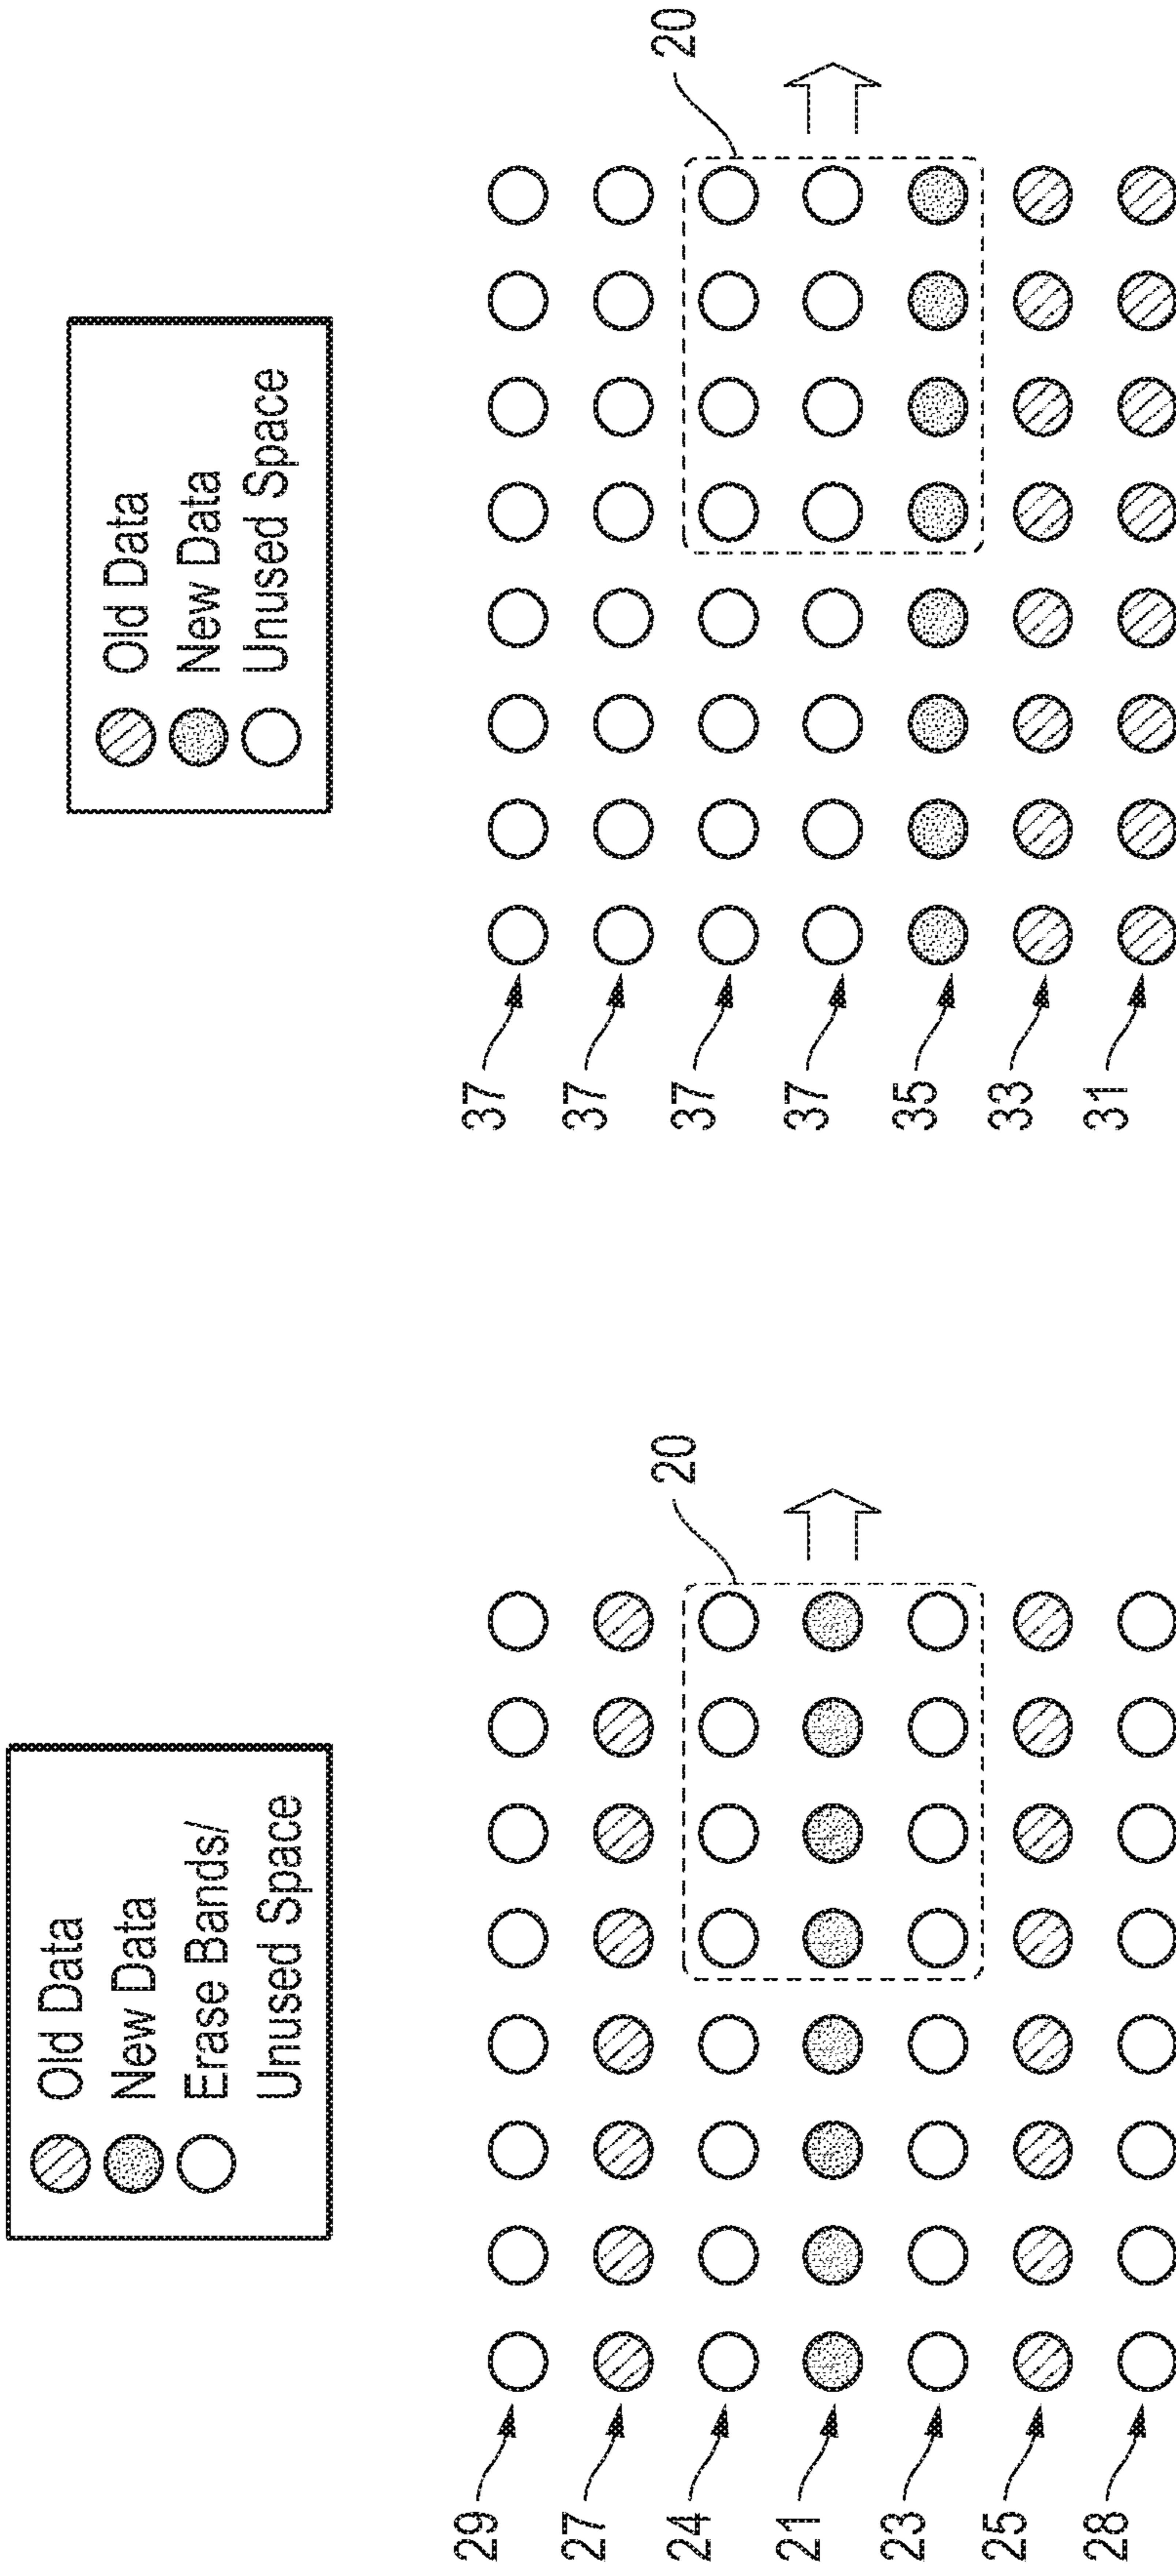 Old Data
New Data
Erase Bands/
Unused Space
29
27
20
24
21
23
25
28
Old Data
New Data
Unused Space
37
37
20
37
37
35
33
31